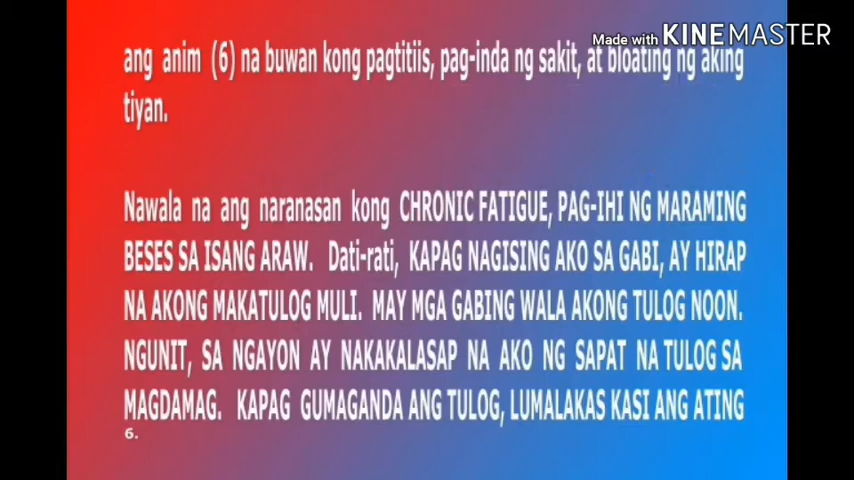 Made with KINEMASTER
ang anim (6) na buwan kong pagtitiis, pag-inda ng sakit, at bloating ng aking
tiyan.
Nawala na ang naranasan kong CHRONIC FATIGUE, PAG-IHI NG MARAMING
BESES SA ISANG ARAW. Dati-rati, KAPAG NAGISING AKO SA GABI, AY HIRAP
NA AKONG MAKATULOG MULI. MAY MGA GABING WALA AKONG TULOG NOON.
NGUNIT, SA NGAYON AY NAKAKALASAP NA AKO NG SAPAT NA TULOG SA
MAGDAMAG. KAPAG GUMAGANDA ANG TULOG, LUMALAKAS KASI ANG ATING
6.